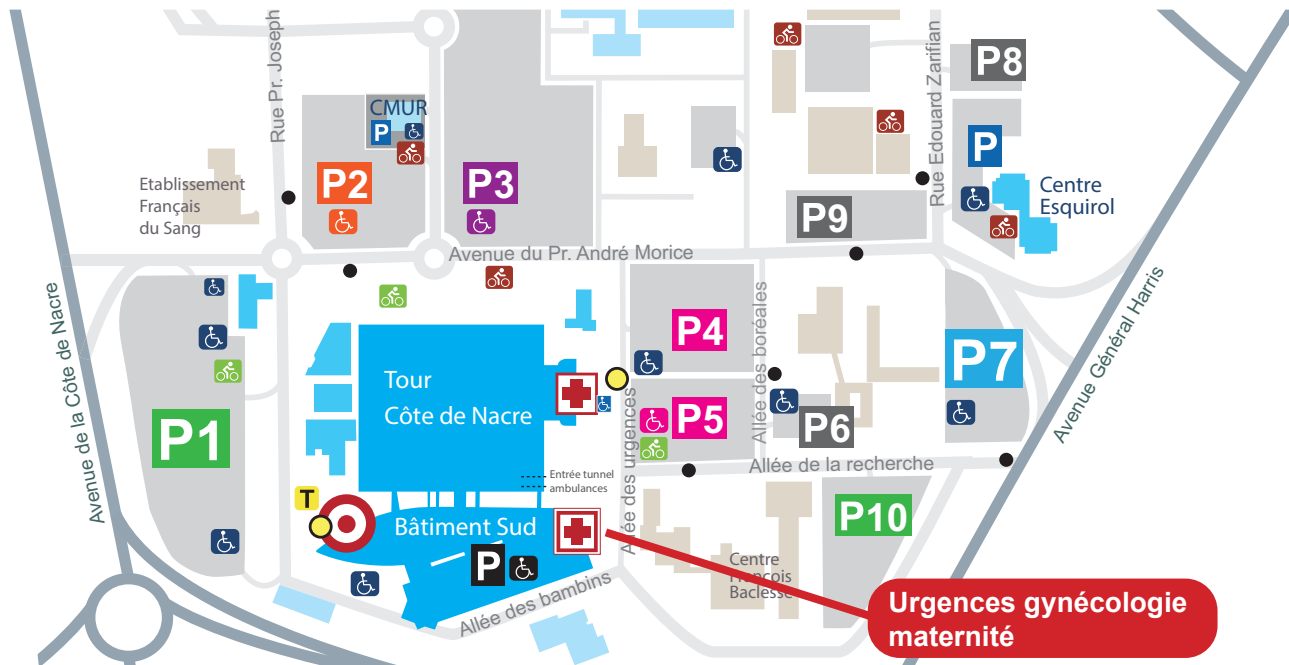 Rue Pr. Joseph
CMUR
P
P2
P3
Etablissement
Français
du Sang
Rue Edouard Zarifian
P8
P
Centre
Esquirol
P9
Avenue du Pr. André Morice
Avenue de la Côte de Nacre
Avenue Général Harris
P1
Tour
Côte de Nacre
P4
P5
Allée des boréales
P6
P7
Allée des urgences
Allée de la recherche
Entrée tunnel
ambulances
T
Bâtiment Sud
P
Allée des bambins
P10
Centre
François
Baclesse
Urgences gynécologie
maternité